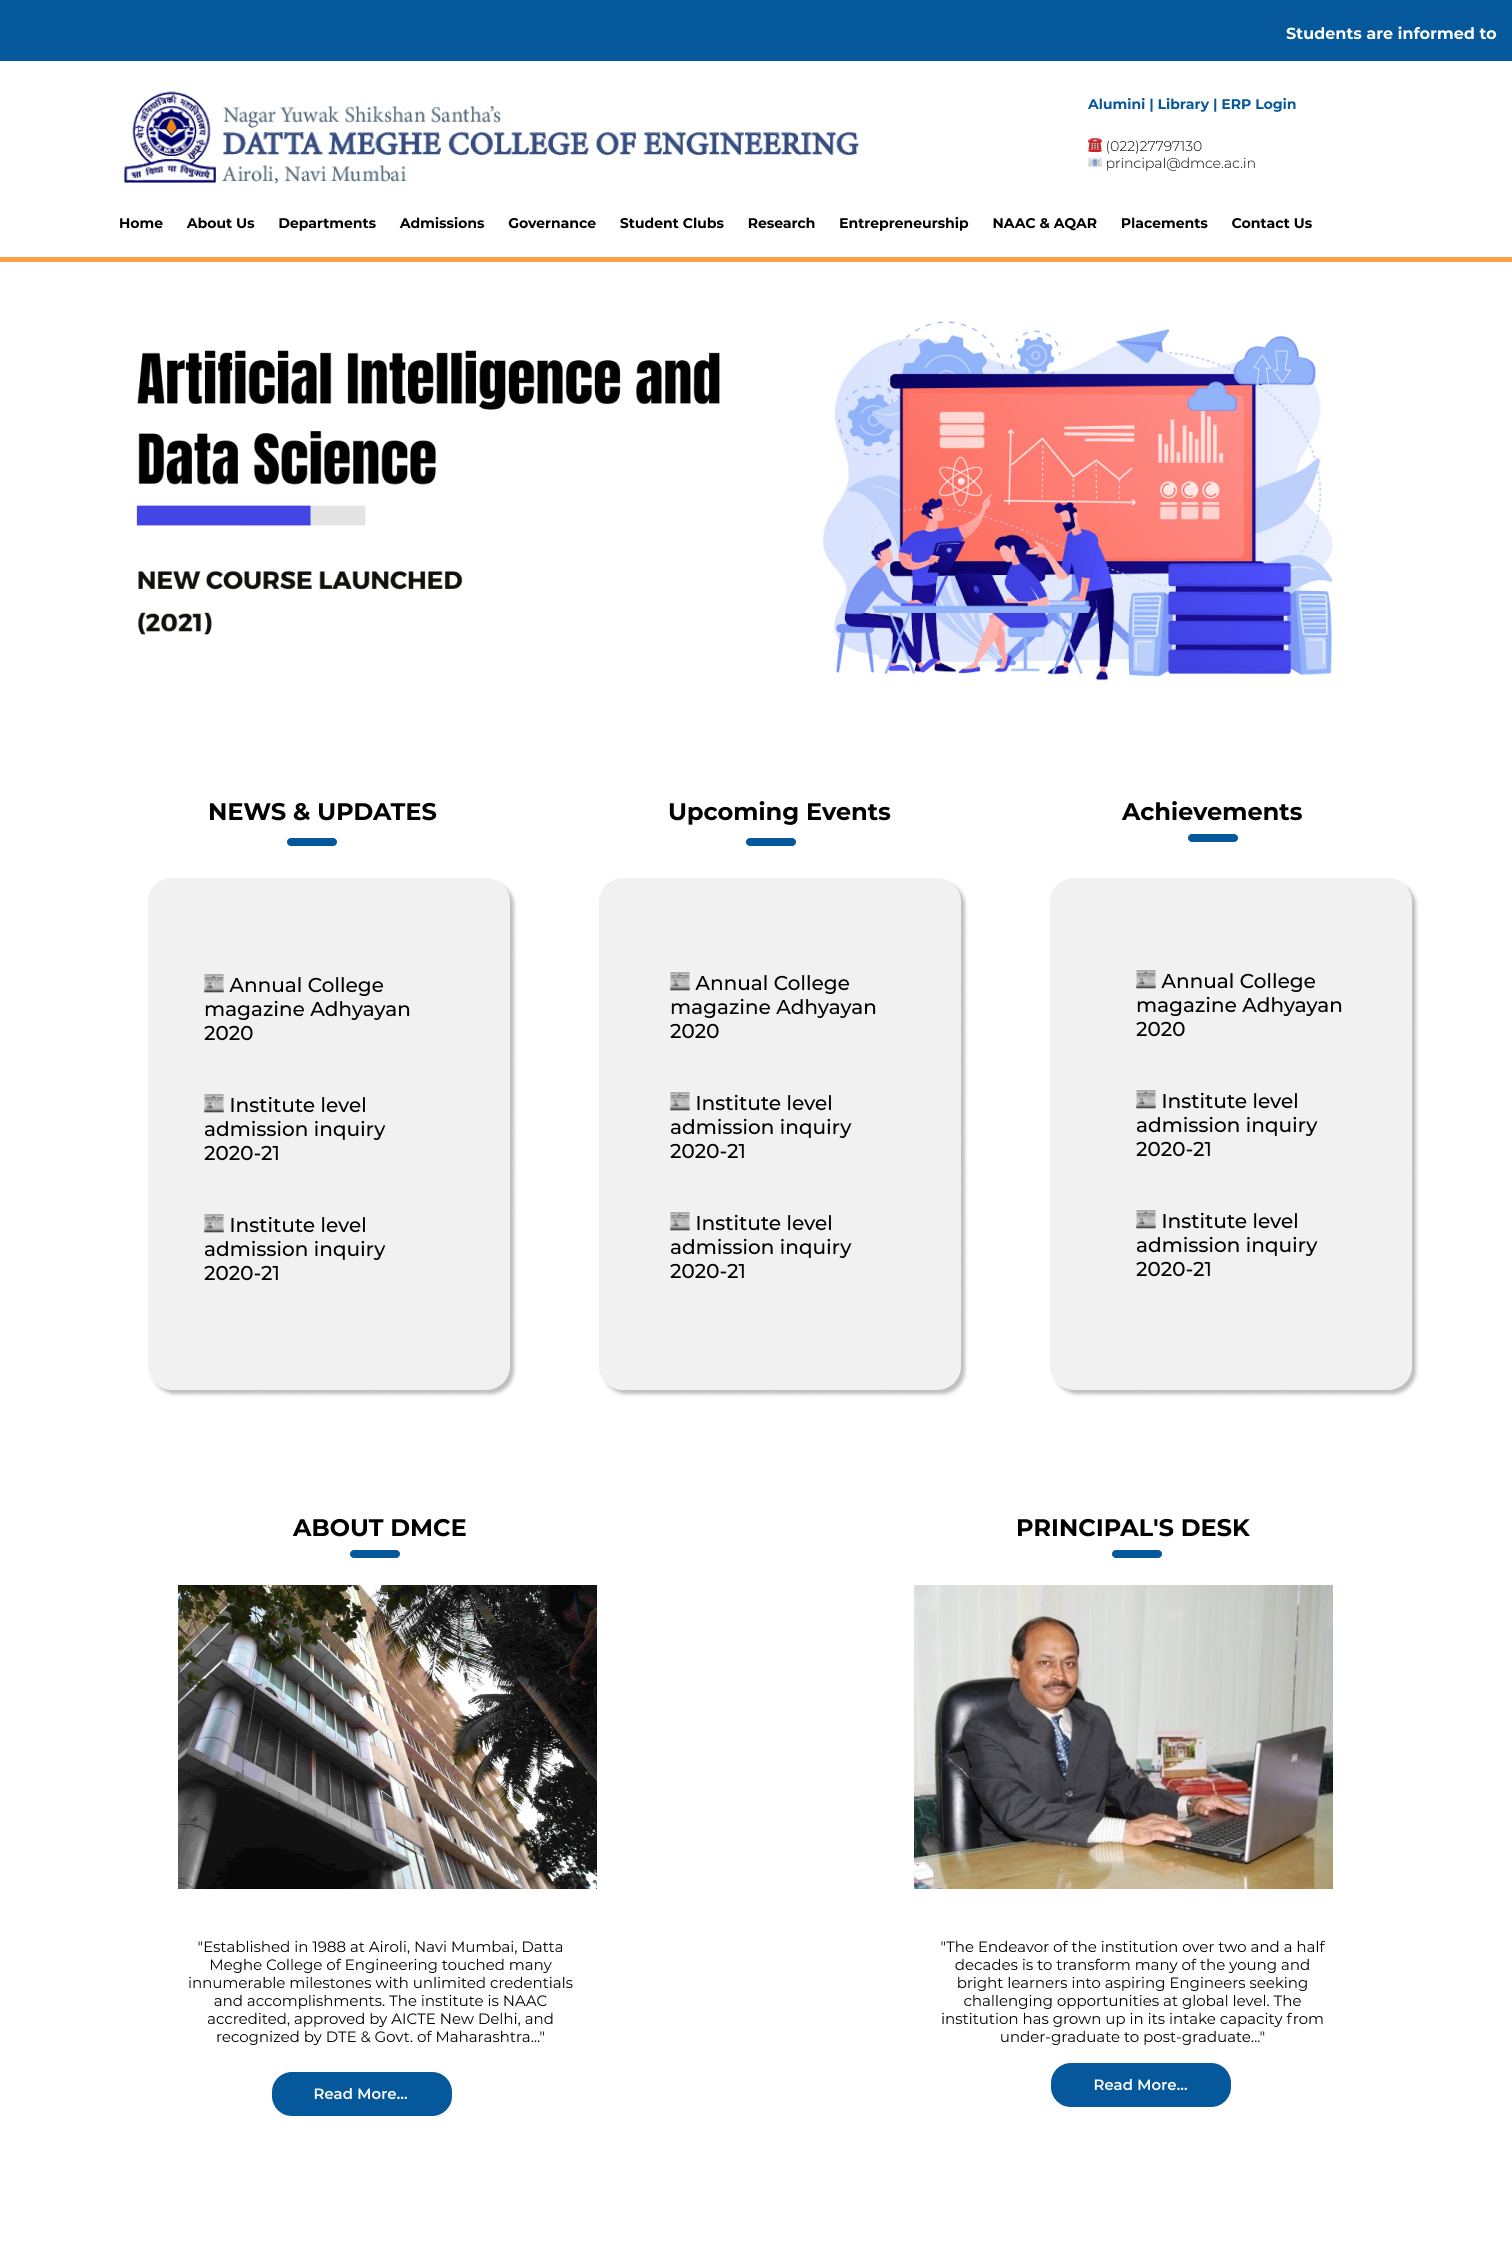 Students are informed to
Nagar Yuwak Shikshan Santha's
DATTA MEGHE COLLEGE OF ENGINEERING
Airoli, Navi Mumbai
सा विद्या या विमुक्तये
Alumini | Library | ERP Login
(022)27797130
principal@dmce.ac.in
Home About Us Departments Admissions Governance Student Clubs Research Entrepreneurship NAAC & AQAR Placements Contact Us
Artificial Intelligence and
Data Science
NEW COURSE LAUNCHED
(2021)
NEWS & UPDATES
Annual College
magazine Adhyayan
2020
Institute level
admission inquiry
2020-21
Institute level
admission inquiry
2020-21
Upcoming Events
Annual College
magazine Adhyayan
2020
Institute level
admission inquiry
2020-21
Institute level
admission inquiry
2020-21
Achievements
Annual College
magazine Adhyayan
2020
Institute level
admission inquiry
2020-21
Institute level
admission inquiry
2020-21
ABOUT DMCE
"Established in 1988 at Airoli, Navi Mumbai, Datta
Meghe College of Engineering touched many
innumerable milestones with unlimited credentials
and accomplishments. The institute is NAAC
accredited, approved by AICTE New Delhi, and
recognized by DTE & Govt. of Maharashtra..."
Read More...
PRINCIPAL'S DESK
"The Endeavor of the institution over two and a half
decades is to transform many of the young and
bright learners into aspiring Engineers seeking
challenging opportunities at global level. The
institution has grown up in its intake capacity from
under-graduate to post-graduate..."
Read More...